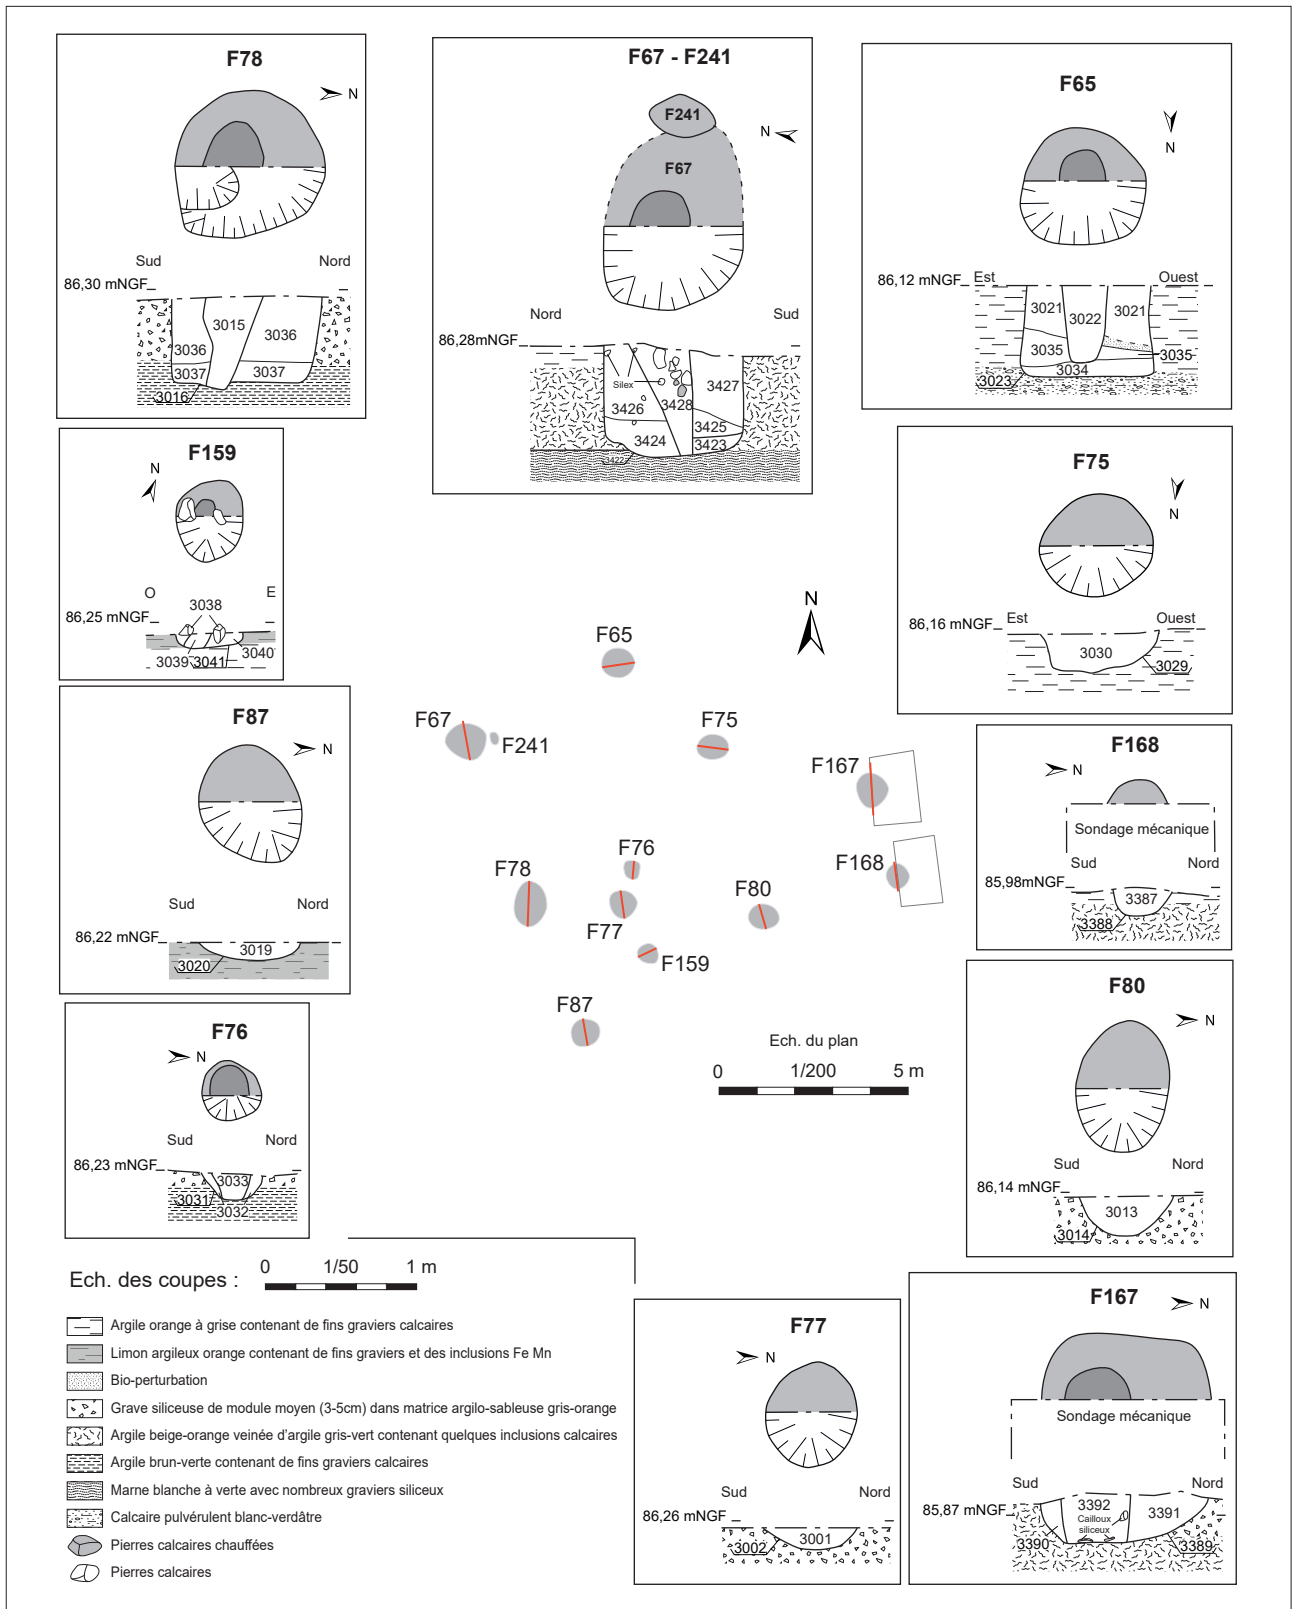 F78
N
Sud
Nord
86,30 mNGF
3015
3036
3036
3037
3037
3016
F67 - F241
F241
N
F67
Nord
Sud
86,28mNGF
Silex
3427
3426
3428
3425
3424
3423
3422
F65
N
86,12 mNGF
Est
Ouest
3021
3022
3021
3035
3035
3034
3023
F159
N
O
E
3038
86,25 mNGF
3039
3041
3040
F75
N
86,16 mNGF
Est
Ouest
3030
3029
F87
N
Sud
Nord
86,22 mNGF
3019
3020
N
F65
F67
F241
F75
F167
F76
F78
F168
F80
F77
F159
F87
Ech. du plan
0 1/200 5 m
F168
N
Sondage mécanique
Sud
Nord
85,98mNGF
3387
3388
F76
N
Sud
Nord
86,23 mNGF
3033
3031
3032
F80
N
Sud
Nord
86,14 mNGF
3013
3014
Ech. des coupes :
0 1/50 1 m
Argile orange à grise contenant de fins graviers calcaires
Limon argileux orange contenant de fins graviers et des inclusions Fe Mn
Bio-perturbation
Grave siliceuse de module moyen (3-5cm) dans matrice argilo-sableuse gris-orange
Argile beige-orange veinée d'argile gris-vert contenant quelques inclusions calcaires
Argile brun-verte contenant de fins graviers calcaires
Marne blanche à verte avec nombreux graviers siliceux
Calcaire pulvérulent blanc-verdâtre
Pierres calcaires chauffées
Pierres calcaires
F77
N
Sud
Nord
86,26 mNGF
3001
3002
F167
N
Sondage mécanique
Sud
Nord
85,87 mNGF
3392
3391
Cailloux
siliceux
3390
3389